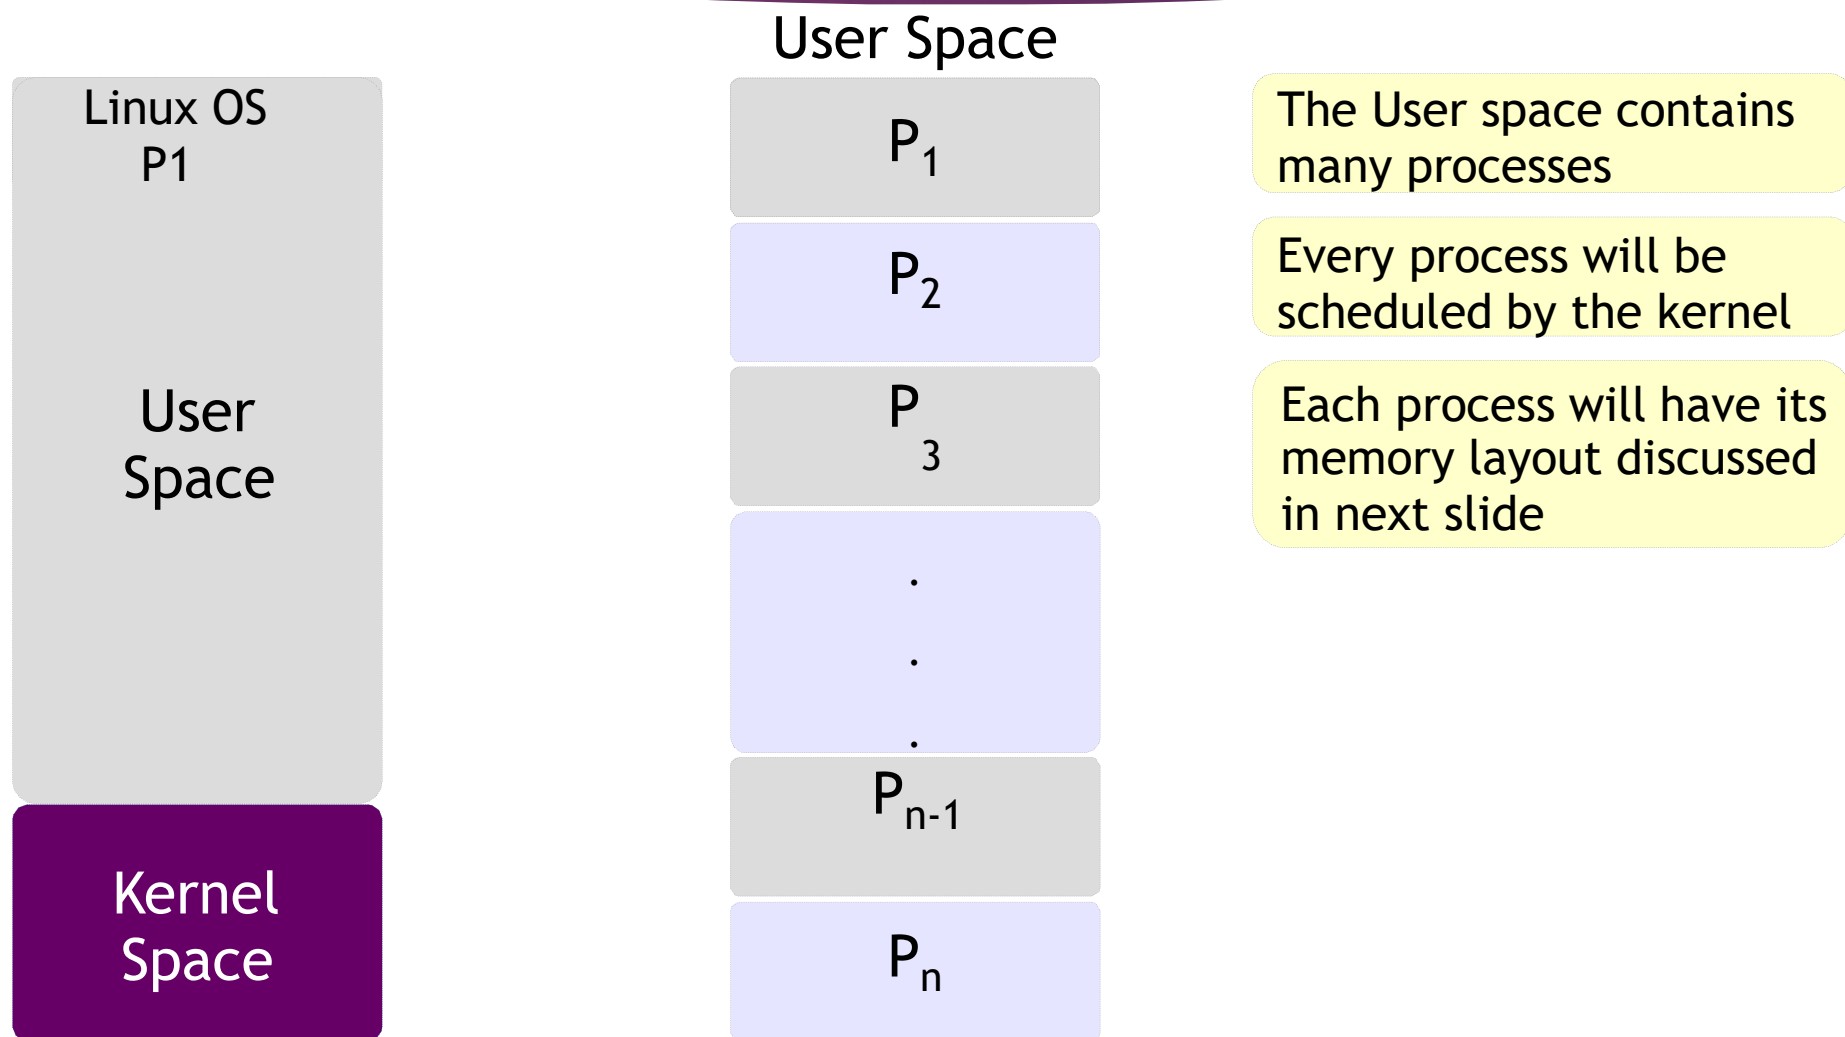 Linux OS
P1
User
Space
Kernel
Space
User Space
P1
P2
P
3
.
.
.
Pn-1
Pn
The User space contains
many processes
Every process will be
scheduled by the kernel
Each process will have its
memory layout discussed
in next slide